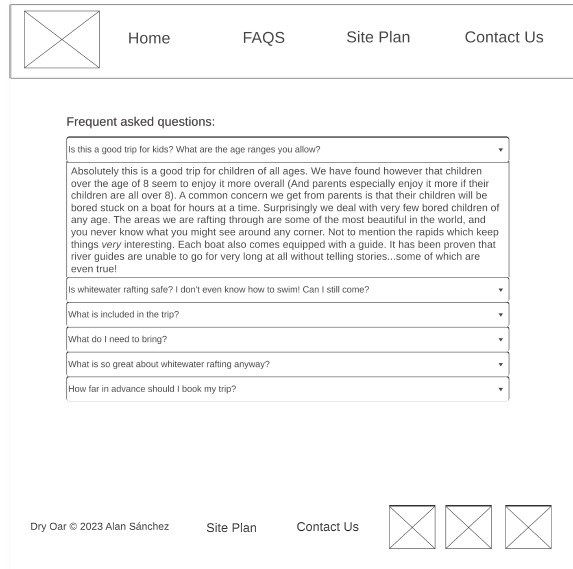 Home FAQS Site Plan Contact Us
Frequent asked questions:
Is this a good trip for kids? What are the age ranges you allow?
Absolutely this is a good trip for children of all ages. We have found however that children
over the age of 8 seem to enjoy it more overall (And parents especially enjoy it more if their
children are all over 8). A common concern we get from parents is that their children will be
bored stuck on a boat for hours at a time. Surprisingly we deal with very few bored children of
any age. The areas we are rafting through are some of the most beautiful in the world, and
you never know what you might see around any corner. Not to mention the rapids which keep
things very interesting. Each boat also comes equipped with a guide. It has been proven that
river guides are unable to go for very long at all without telling stories...some of which are
even true!
Is whitewater rafting safe? I don't even know how to swim! Can I still come?
What is included in the trip?
What do I need to bring?
What is so great about whitewater rafting anyway?
How far in advance should I book my trip?
Dry Oar © 2023 Alan Sánchez Site Plan Contact Us